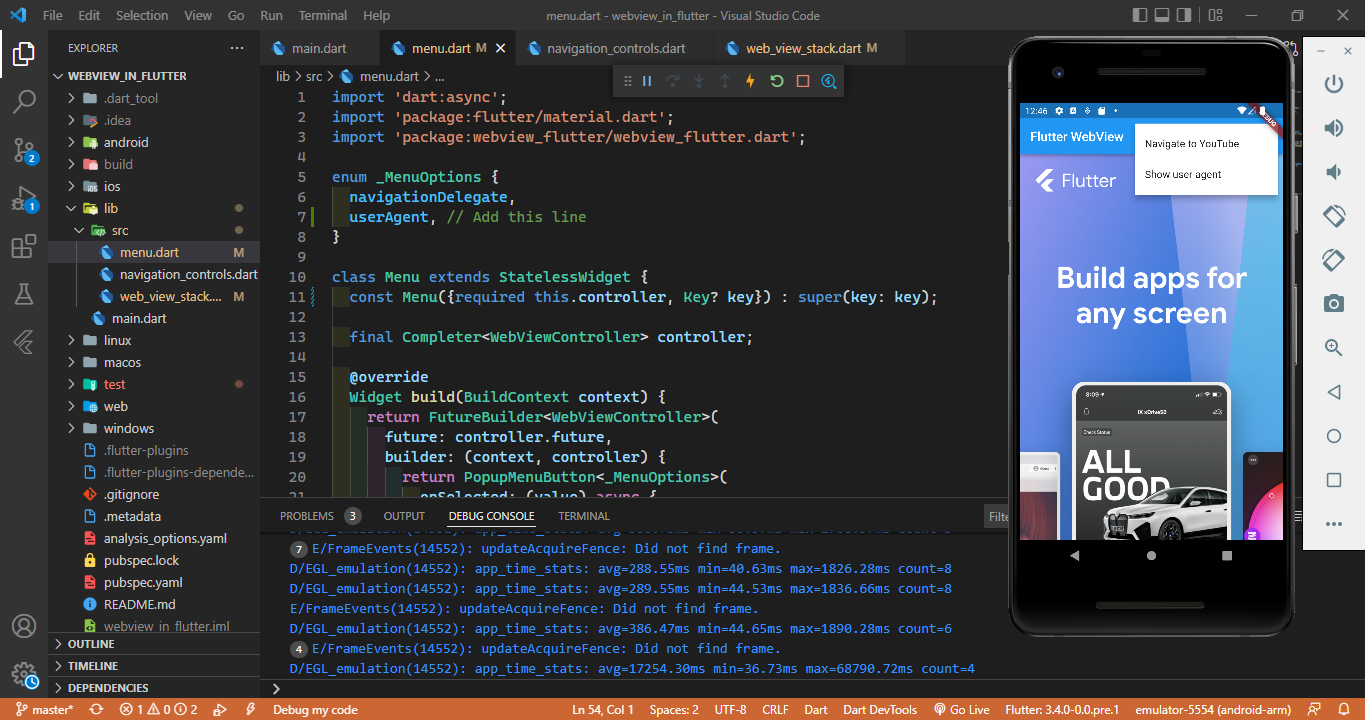 File Edit Selection View Go Run Terminal Help
menu.dart - webview_in_flutter - Visual Studio Code
EXPLORER
WEBVIEW_IN_FLUTTER
.dart_tool
.idea
android
build
ios
lib
src
menu.dart M
navigation_controls.dart
web_view_stack.... M
main.dart
linux
macos
test
web
windows
.flutter-plugins
.flutter-plugins-depende...
.gitignore
.metadata
analysis_options.yaml
pubspec.lock
pubspec.yaml
README.md
webview_in_flutter.iml
OUTLINE
TIMELINE
DEPENDENCIES
2
1
main.dart
menu.dart M
navigation_controls.dart
web_view_stack.dart M
lib > src > menu.dart > ...
1 import 'dart:async';
2 import 'package:flutter/material.dart';
3 import 'package:webview_flutter/webview_flutter.dart';
4
5 enum _MenuOptions {
6 navigationDelegate,
7 userAgent, // Add this line
8 }
9
10 class Menu extends StatelessWidget {
11 const Menu({required this.controller, Key? key}) : super(key: key);
12
13 final Completer<WebViewController> controller;
14
15 @override
16 Widget build(BuildContext context) {
17 return FutureBuilder<WebViewController>(
18 future: controller.future,
19 builder: (context, controller) {
20 return PopupMenuButton<_MenuOptions>(
21 onSelected: (value) async {
PROBLEMS 3 OUTPUT DEBUG CONSOLE TERMINAL
Filte
7 E/FrameEvents(14552): updateAcquireFence: Did not find frame.
D/EGL_emulation(14552): app_time_stats: avg=288.55ms min=40.63ms max=1826.28ms count=8
D/EGL_emulation(14552): app_time_stats: avg=289.55ms min=44.53ms max=1836.66ms count=8
E/FrameEvents(14552): updateAcquireFence: Did not find frame.
D/EGL_emulation(14552): app_time_stats: avg=386.47ms min=44.65ms max=1890.28ms count=6
4 E/FrameEvents(14552): updateAcquireFence: Did not find frame.
D/EGL_emulation(14552): app_time_stats: avg=17254.30ms min=36.73ms max=68790.72ms count=4
12:46
DEBUG
Flutter WebView
Navigate to YouTube
Show user agent
Flutter
Build apps for
any screen
8:09
iX xDrive50
Check Status
ALL
GOOD
master*
1 0 2
Debug my code
Ln 54, Col 1
Spaces: 2
UTF-8
CRLF
Dart
Dart DevTools
Go Live
Flutter: 3.4.0-0.0.pre.1
emulator-5554 (android-arm)